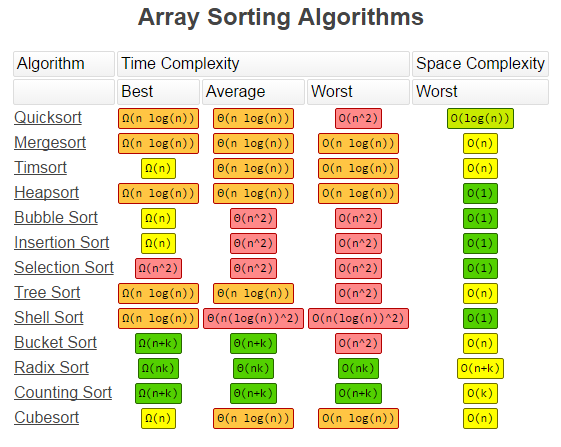 Array Sorting Algorithms
Algorithm Time Complexity Space Complexity
Best Average Worst Worst
Quicksort Ω(n log(n)) Θ(n log(n)) O(n^2) O(log(n))
Mergesort Ω(n log(n)) Θ(n log(n)) O(n log(n)) O(n)
Timsort Ω(n) Θ(n log(n)) O(n log(n)) O(n)
Heapsort Ω(n log(n)) Θ(n log(n)) O(n log(n)) O(1)
Bubble Sort Ω(n) Θ(n^2) O(n^2) O(1)
Insertion Sort Ω(n) Θ(n^2) O(n^2) O(1)
Selection Sort Ω(n^2) Θ(n^2) O(n^2) O(1)
Tree Sort Ω(n log(n)) Θ(n log(n)) O(n^2) O(n)
Shell Sort Ω(n log(n)) Θ(n(log(n))^2) O(n(log(n))^2) O(1)
Bucket Sort Ω(n+k) Θ(n+k) O(n^2) O(n)
Radix Sort Ω(nk) Θ(nk) O(nk) O(n+k)
Counting Sort Ω(n+k) Θ(n+k) O(n+k) O(k)
Cubesort Ω(n) Θ(n log(n)) O(n log(n)) O(n)